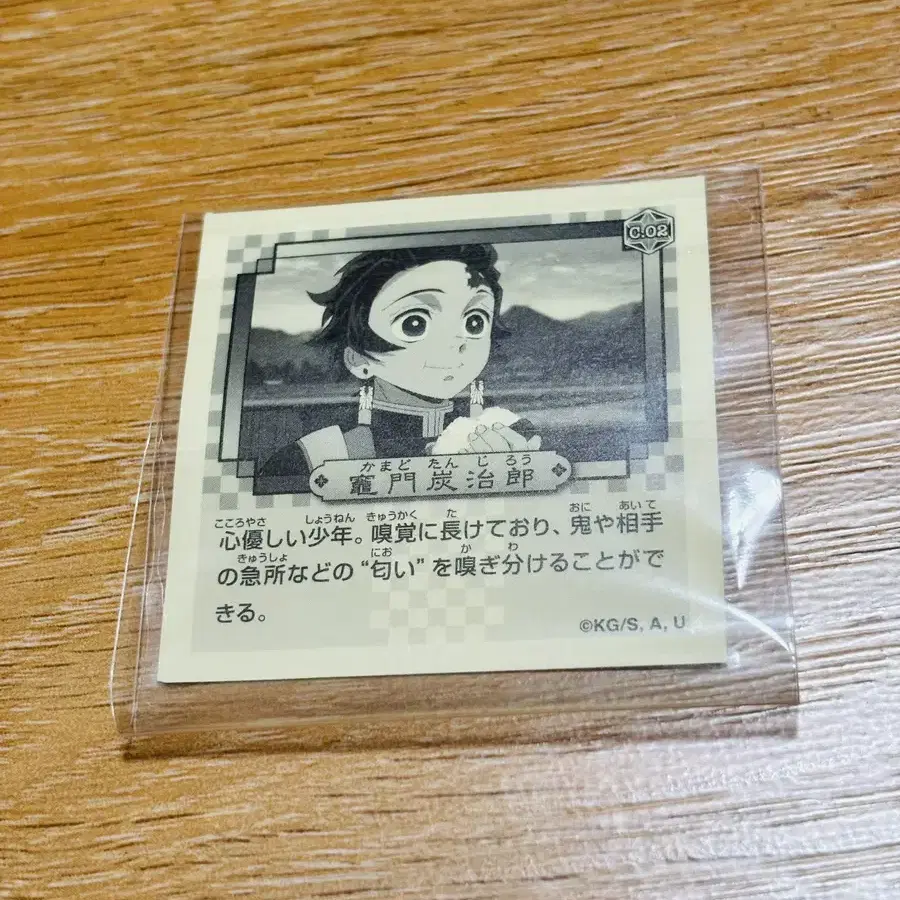 C.02
かまど たん じ ろう
竈門炭治郎
こころやさ しょうねん きゅうかく た おに あいて
心優しい少年。嗅覚に長けており、鬼や相手
きゅうしょ にお か わ
の急所などの“匂い”を嗅ぎ分けることがで
きる。
©KG/S, A, U